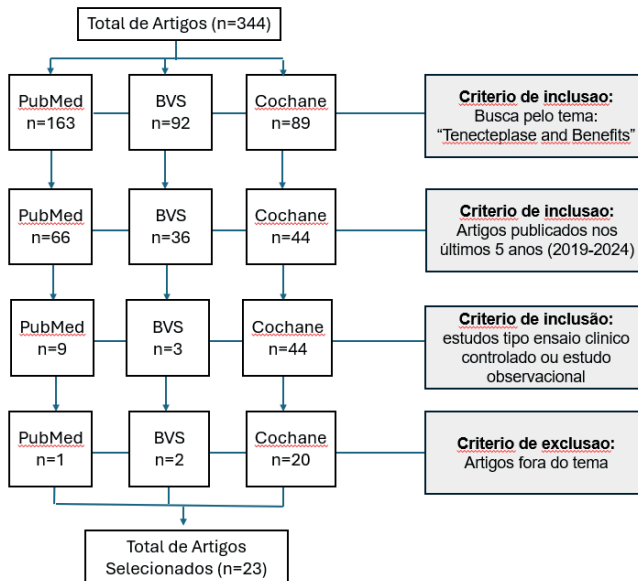 Total de Artigos (n=344)
PubMed
n=163
BVS
n=92
Cochane
n=89
Criterio de inclusao:
Busca pelo tema:
“Tenecteplase and Benefits”
PubMed
n=66
BVS
n=36
Cochane
n=44
Criterio de inclusao:
Artigos publicados nos
últimos 5 anos (2019-2024)
PubMed
n=9
BVS
n=3
Cochane
n=44
Criterio de inclusão:
estudos tipo ensaio clinico
controlado ou estudo
observacional
PubMed
n=1
BVS
n=2
Cochane
n=20
Criterio de exclusao:
Artigos fora do tema
Total de Artigos
Selecionados (n=23)